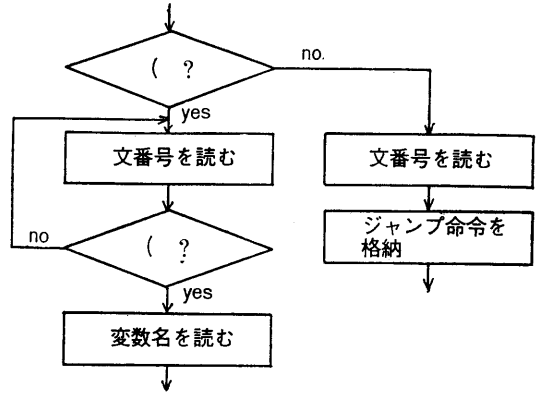 ( ?
no.
yes
文番号を読む
文番号を読む
( ?
no
ジャンプ命令を
格納
yes
変数名を読む